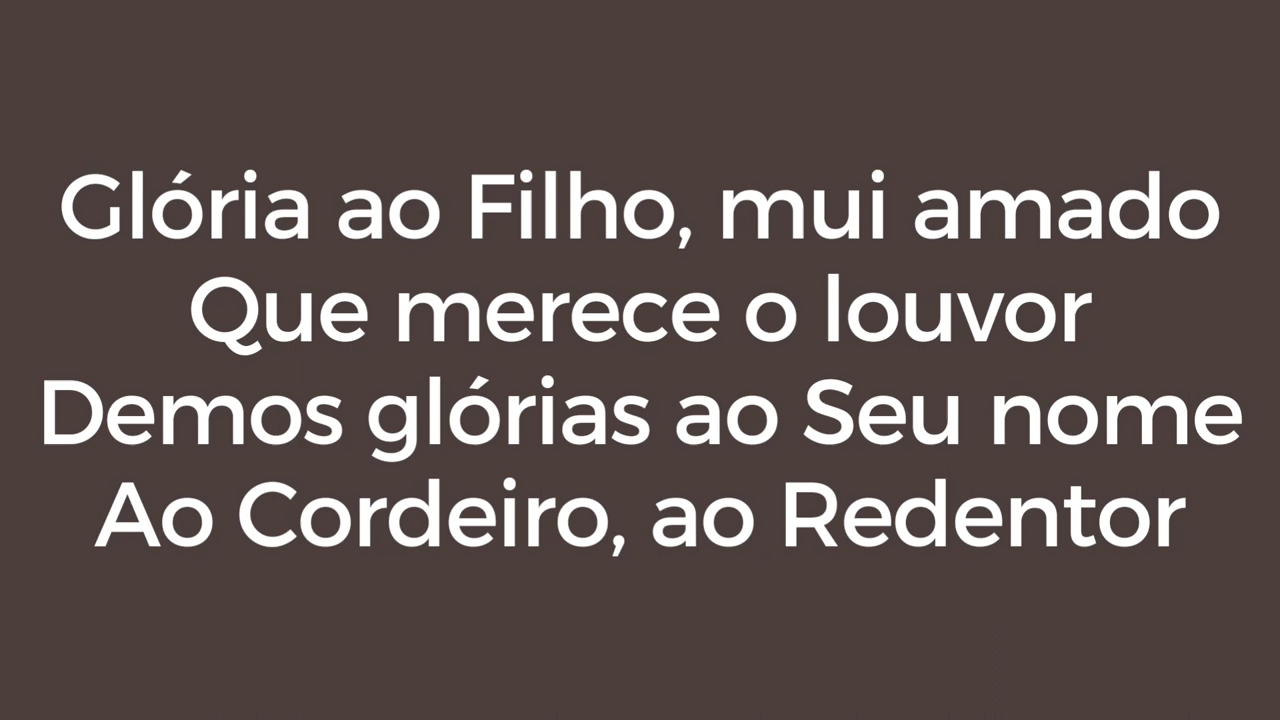 Glória ao Filho, mui amado
Que merece o louvor
Demos glórias ao Seu nome
Ao Cordeiro, ao Redentor